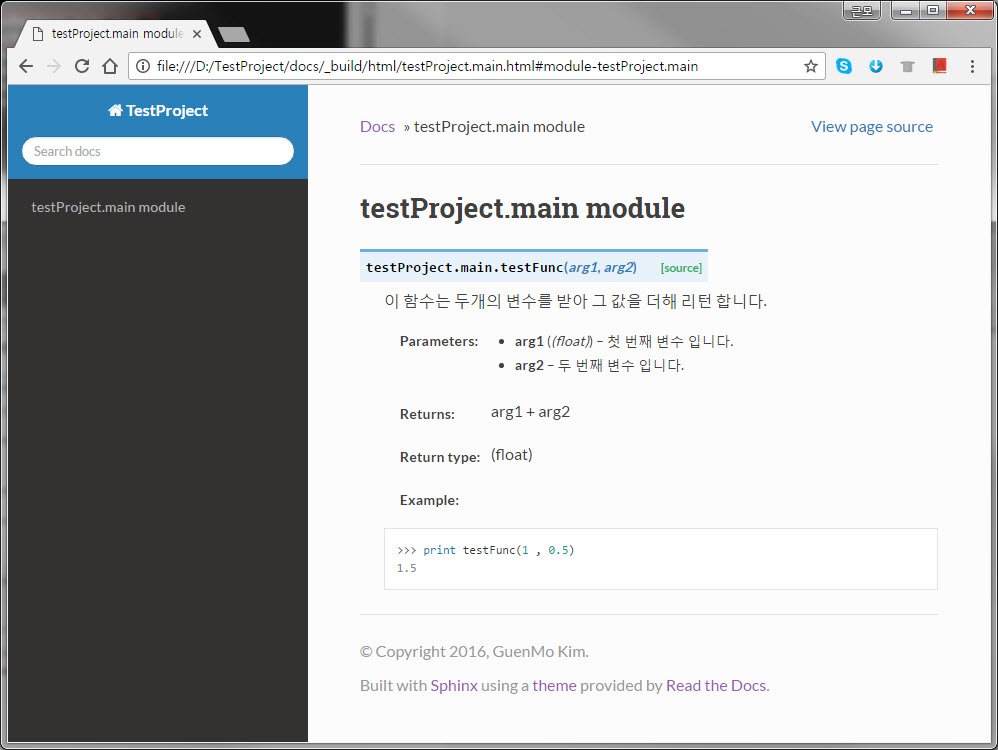 근모
testProject.main module
file:///D:/TestProject/docs/_build/html/testProject.main.html#module-testProject.main
TestProject
Search docs
testProject.main module
Docs » testProject.main module
View page source
testProject.main module
testProject.main.testFunc(arg1, arg2) [source]
이 함수는 두개의 변수를 받아 그 값을 더해 리턴 합니다.
Parameters: • arg1 ((float)) – 첫 번째 변수 입니다.
• arg2 – 두 번째 변수 입니다.
Returns: arg1 + arg2
Return type: (float)
Example:
>>> print testFunc(1 , 0.5)
1.5
© Copyright 2016, GuenMo Kim.
Built with Sphinx using a theme provided by Read the Docs.